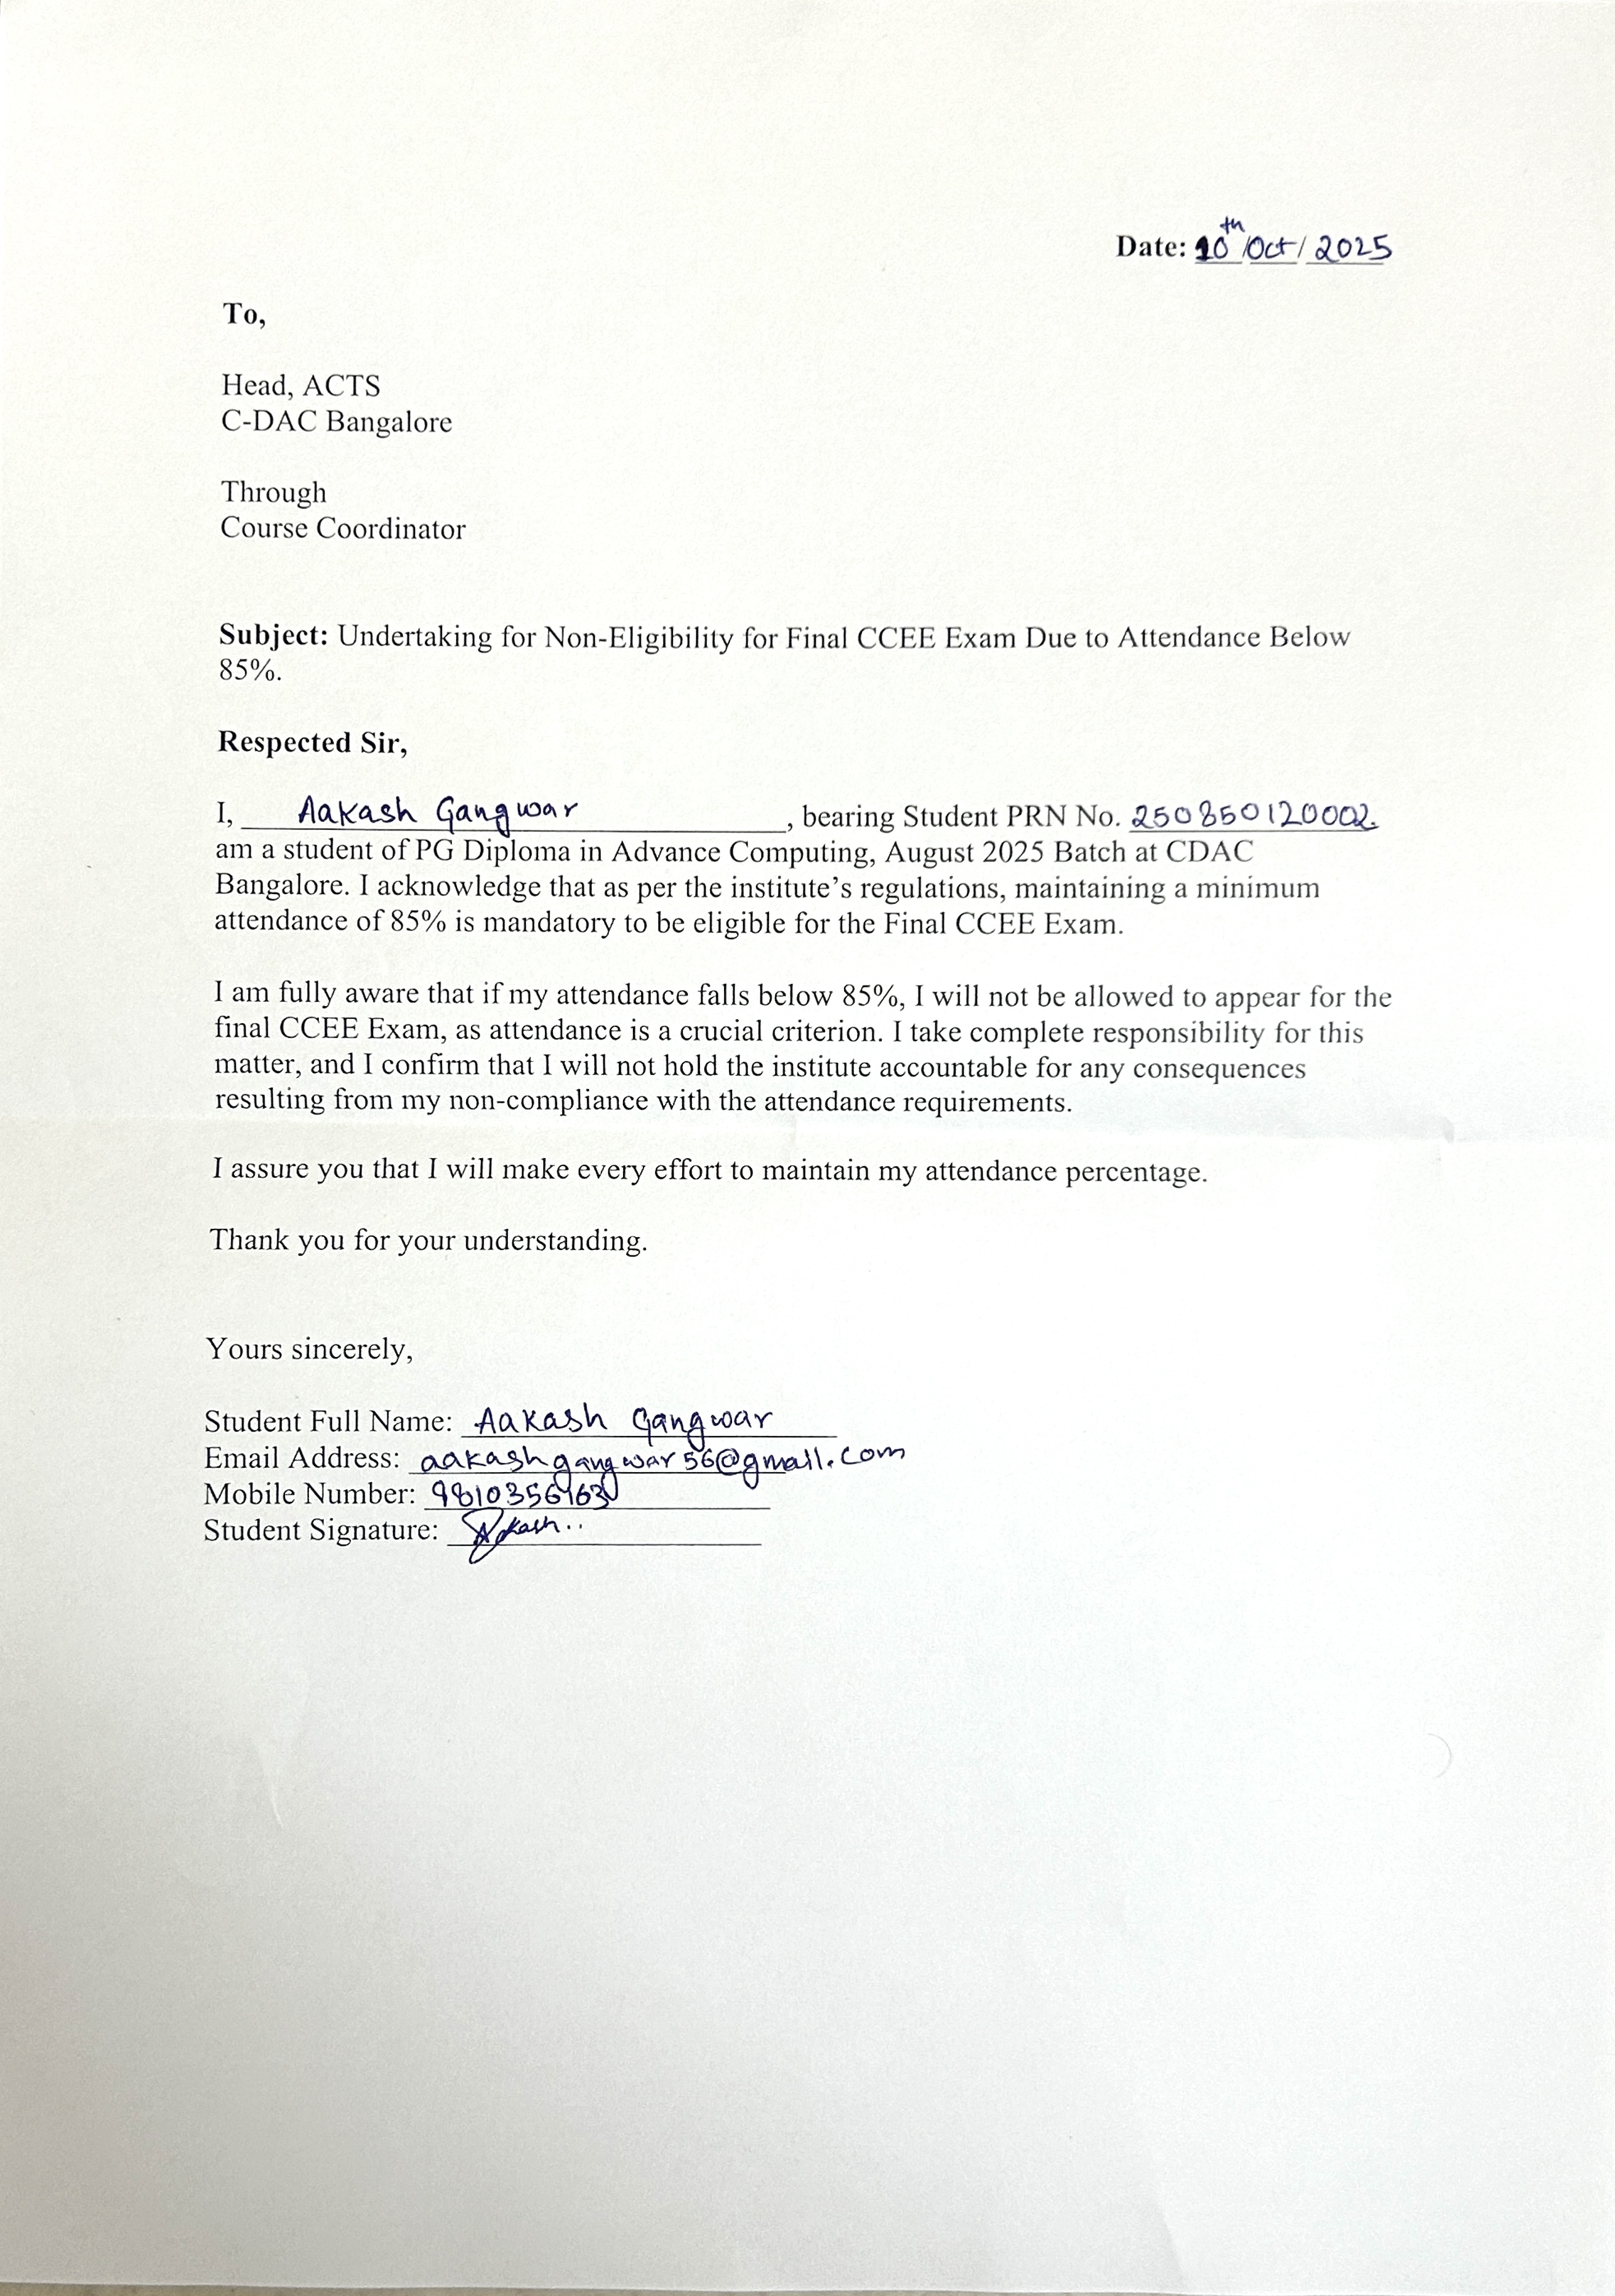 Date: 10th/Oct/2025
To,
Head, ACTS
C-DAC Bangalore
Through
Course Coordinator
Subject: Undertaking for Non-Eligibility for Final CCEE Exam Due to Attendance Below
85%.
Respected Sir,
I, Aakash Gangwar, bearing Student PRN No. 250850120002.
am a student of PG Diploma in Advance Computing, August 2025 Batch at CDAC
Bangalore. I acknowledge that as per the institute's regulations, maintaining a minimum
attendance of 85% is mandatory to be eligible for the Final CCEE Exam.
I am fully aware that if my attendance falls below 85%, I will not be allowed to appear for the
final CCEE Exam, as attendance is a crucial criterion. I take complete responsibility for this
matter, and I confirm that I will not hold the institute accountable for any consequences
resulting from my non-compliance with the attendance requirements.
I assure you that I will make every effort to maintain my attendance percentage.
Thank you for your understanding.
Yours sincerely,
Student Full Name: Aakash Gangwar
Email Address: aakashgangwar56@gmail.com
Mobile Number:
Student Signature: Akash..